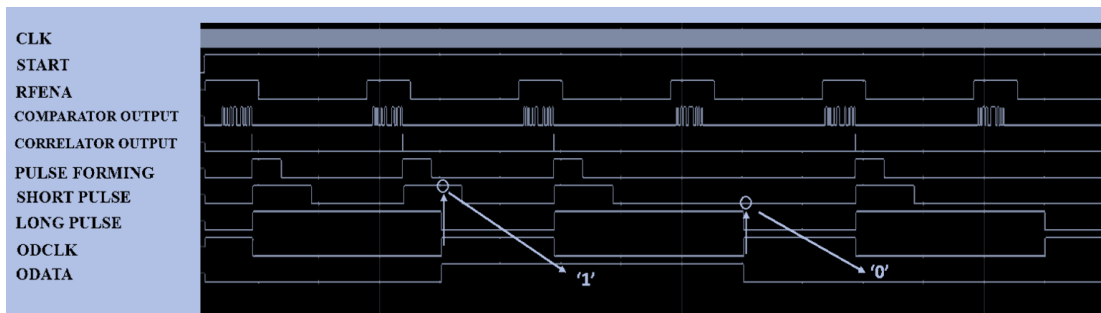 CLK
START
RFENA
COMPARATOR OUTPUT
CORRELATOR OUTPUT
PULSE FORMING
SHORT PULSE
LONG PULSE
ODCLK
ODATA
‘1’
‘0’